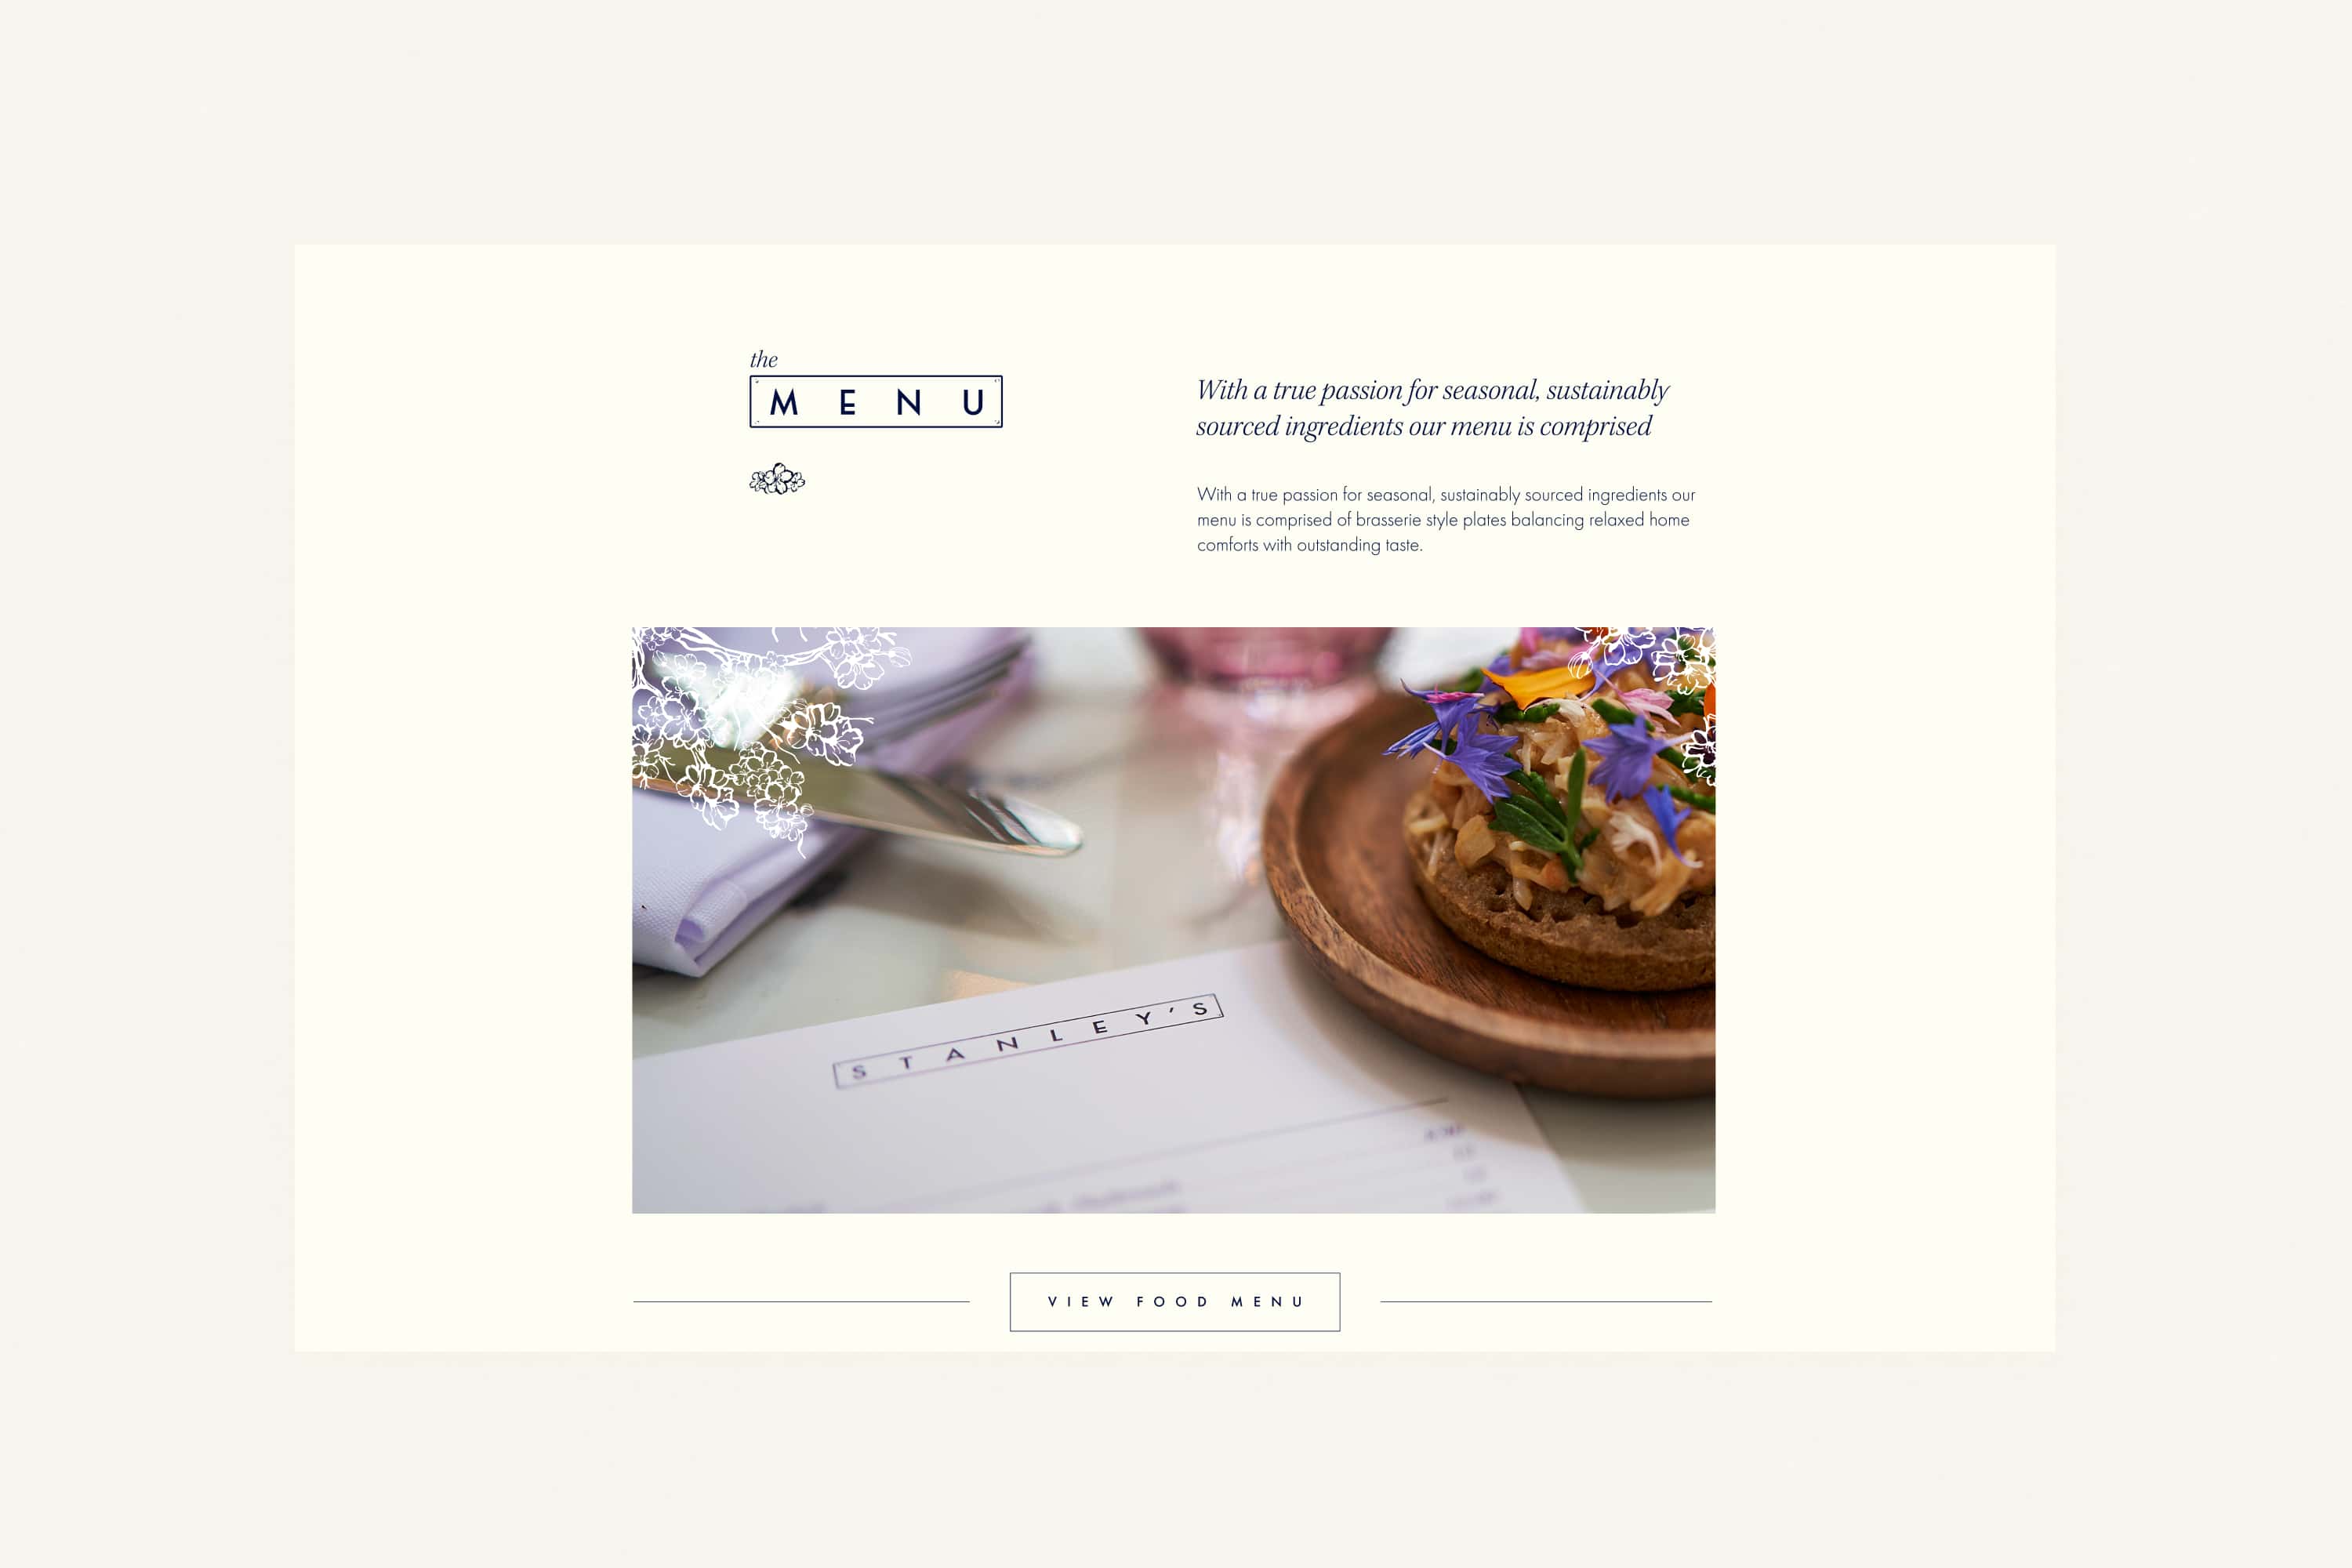 the
MENU
With a true passion for seasonal, sustainably
sourced ingredients our menu is comprised
With a true passion for seasonal, sustainably sourced ingredients our
menu is comprised of brasserie style plates balancing relaxed home
comforts with outstanding taste.
STANLEY'S
VIEW FOOD MENU